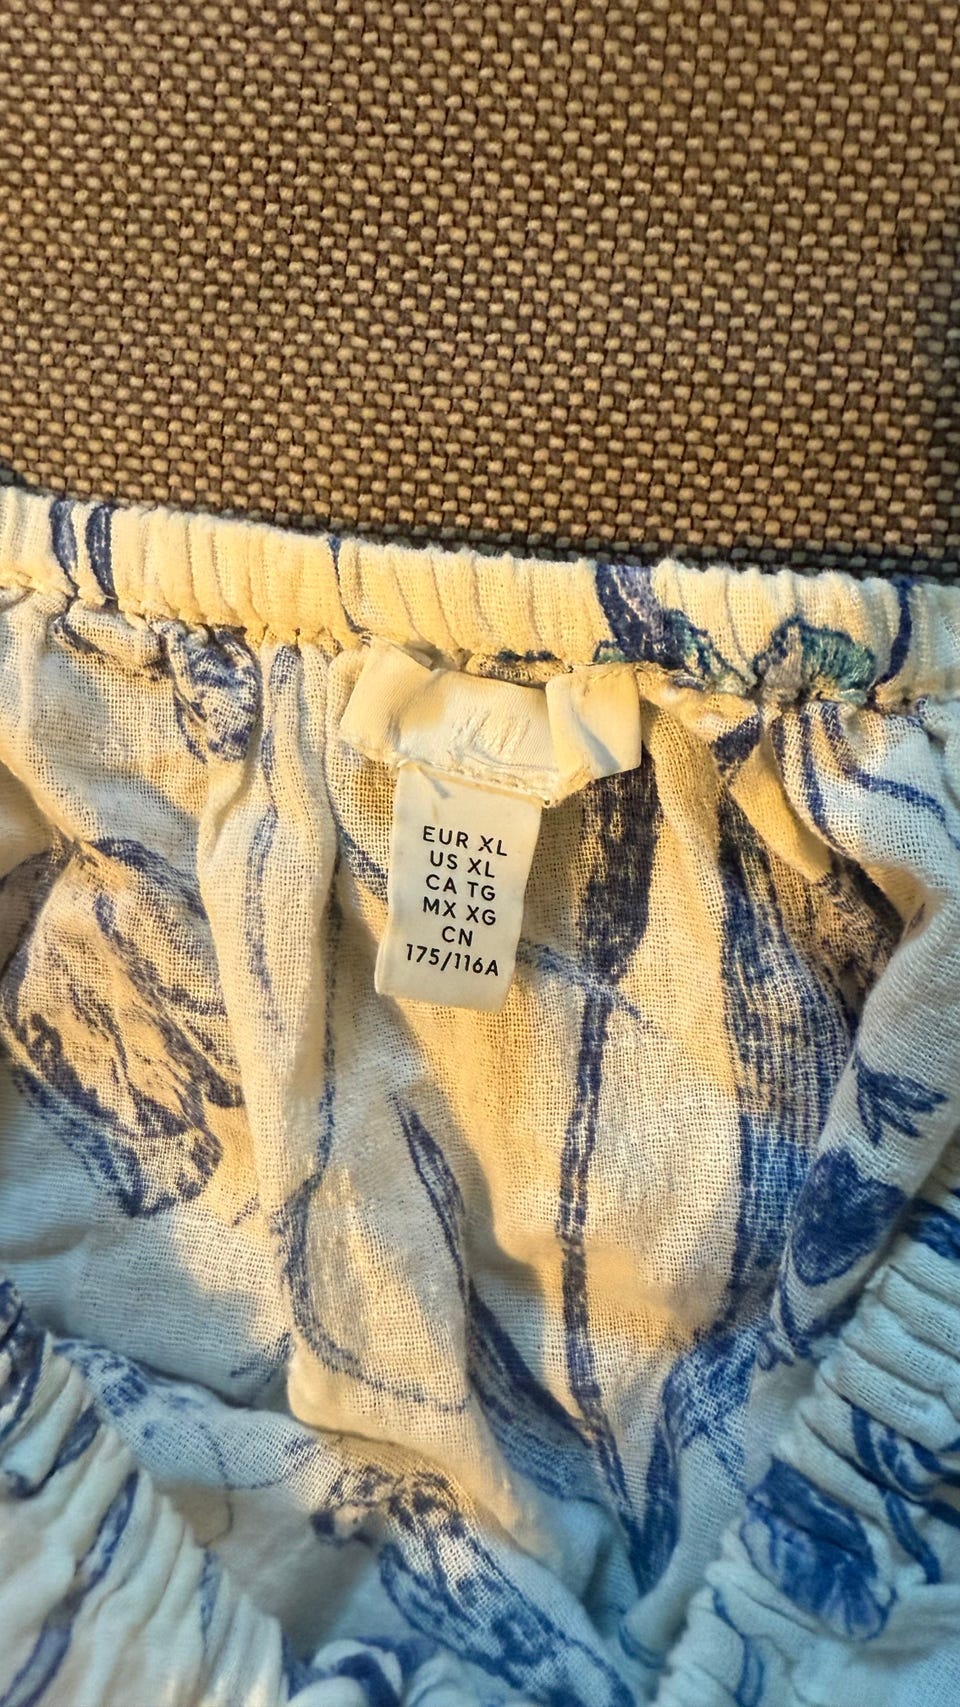 EUR XL
US XL
CA TG
MX XG
CN
175/116A